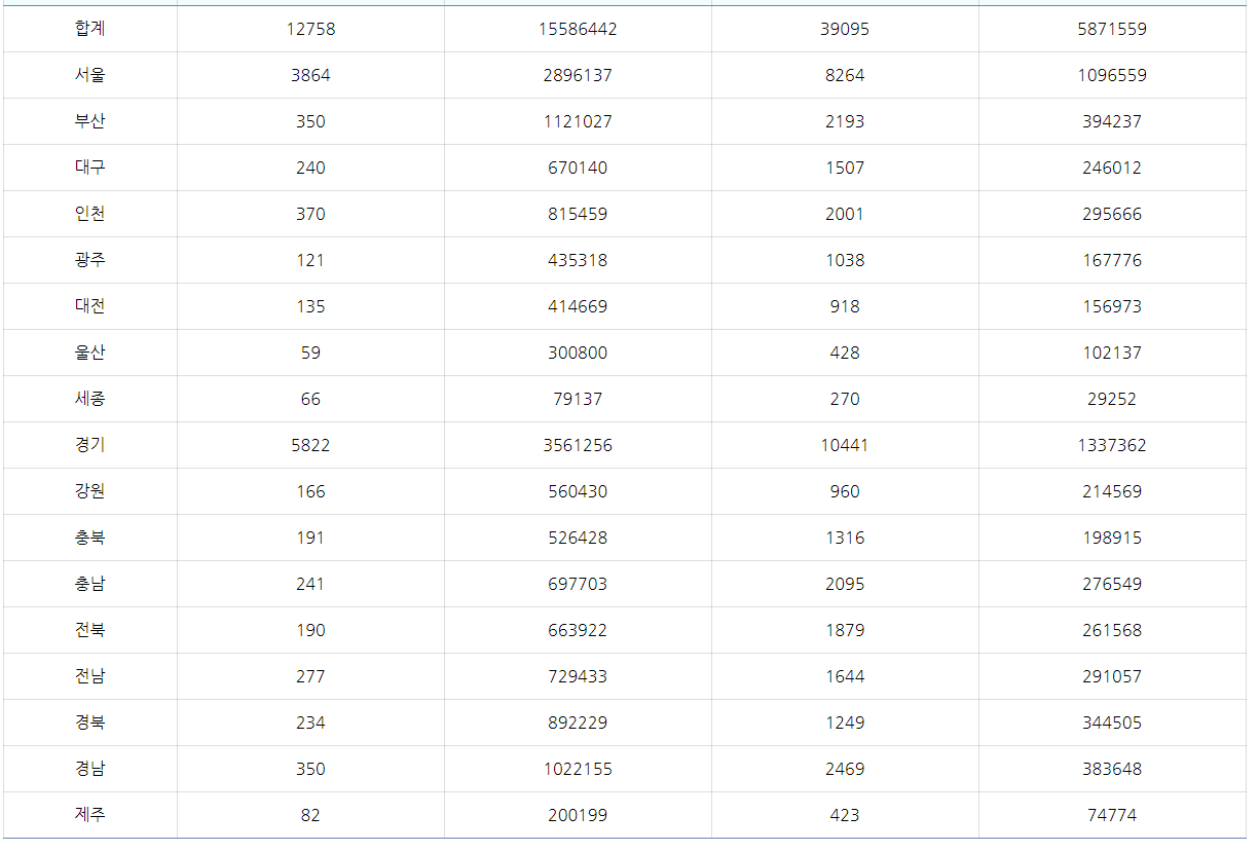 합계 12758 15586442 39095 5871559
서울 3864 2896137 8264 1096559
부산 350 1121027 2193 394237
대구 240 670140 1507 246012
인천 370 815459 2001 295666
광주 121 435318 1038 167776
대전 135 414669 918 156973
울산 59 300800 428 102137
세종 66 79137 270 29252
경기 5822 3561256 10441 1337362
강원 166 560430 960 214569
충북 191 526428 1316 198915
충남 241 697703 2095 276549
전북 190 663922 1879 261568
전남 277 729433 1644 291057
경북 234 892229 1249 344505
경남 350 1022155 2469 383648
제주 82 200199 423 74774